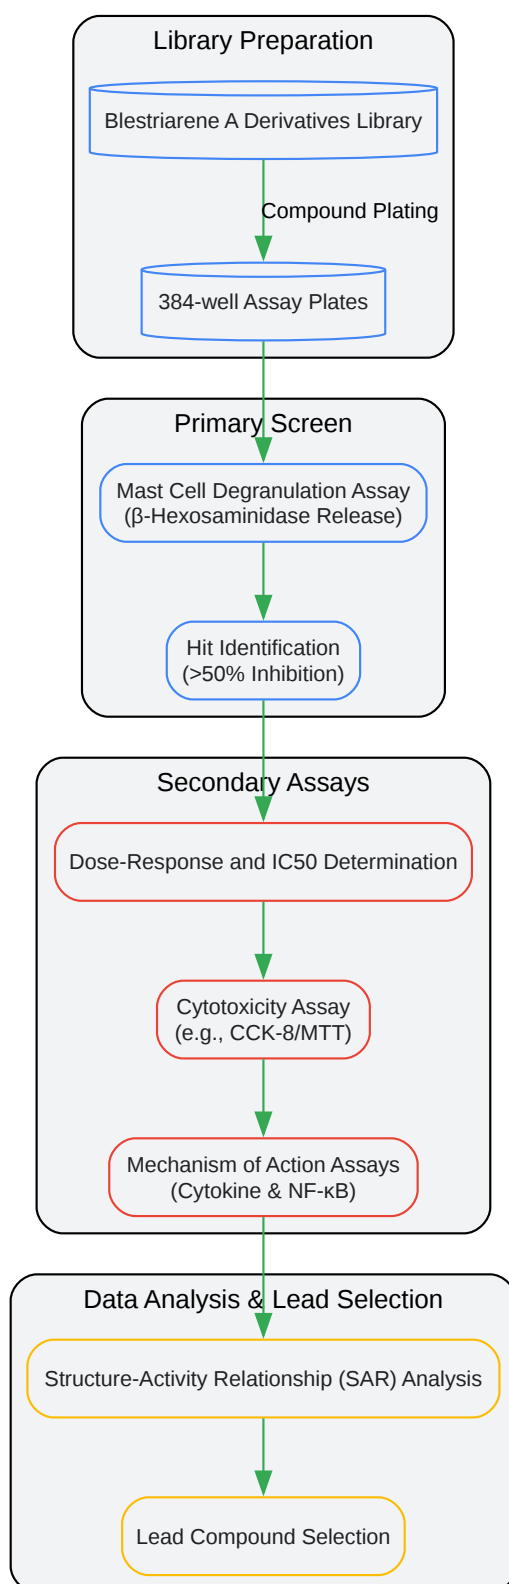 Library Preparation
Blestriarene A Derivatives Library
Compound Plating
384-well Assay Plates
Primary Screen
Mast Cell Degranulation Assay
(β-Hexosaminidase Release)
Hit Identification
(>50% Inhibition)
Secondary Assays
Dose-Response and IC50 Determination
Cytotoxicity Assay
(e.g., CCK-8/MTT)
Mechanism of Action Assays
(Cytokine & NF-κB)
Data Analysis & Lead Selection
Structure-Activity Relationship (SAR) Analysis
Lead Compound Selection